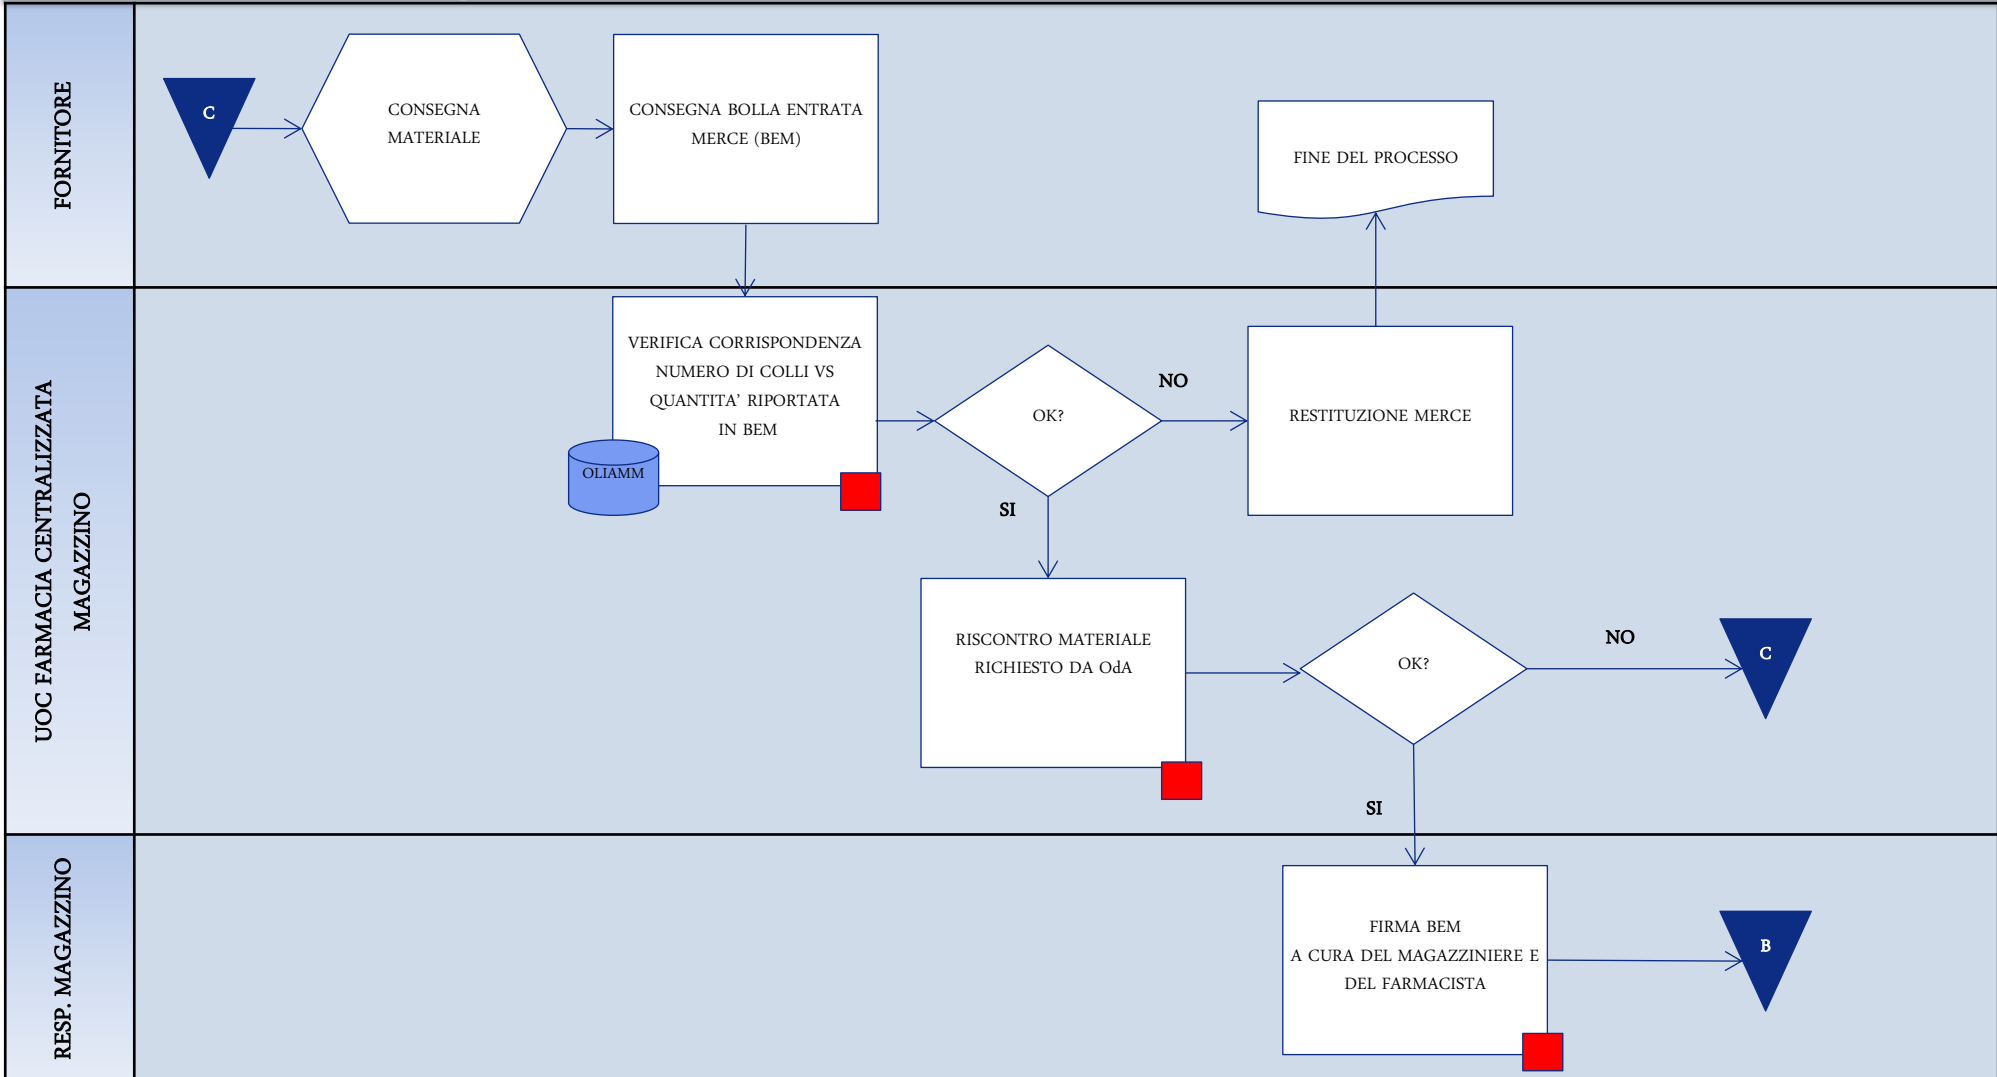 FORNITORE
C
CONSEGNA
MATERIALE
CONSEGNA BOLLA ENTRATA
MERCE (BEM)
FINE DEL PROCESSO
UOC FARMACIA CENTRALIZZATA
MAGAZZINO
VERIFICA CORRISPONDENZA
NUMERO DI COLLI VS
QUANTITA’ RIPORTATA
IN BEM
OLIAMM
OK?
NO
SI
RESTITUZIONE MERCE
RISCONTRO MATERIALE
RICHIESTO DA OdA
OK?
NO
C
SI
RESP. MAGAZZINO
FIRMA BEM
A CURA DEL MAGAZZINIERE E
DEL FARMACISTA
B